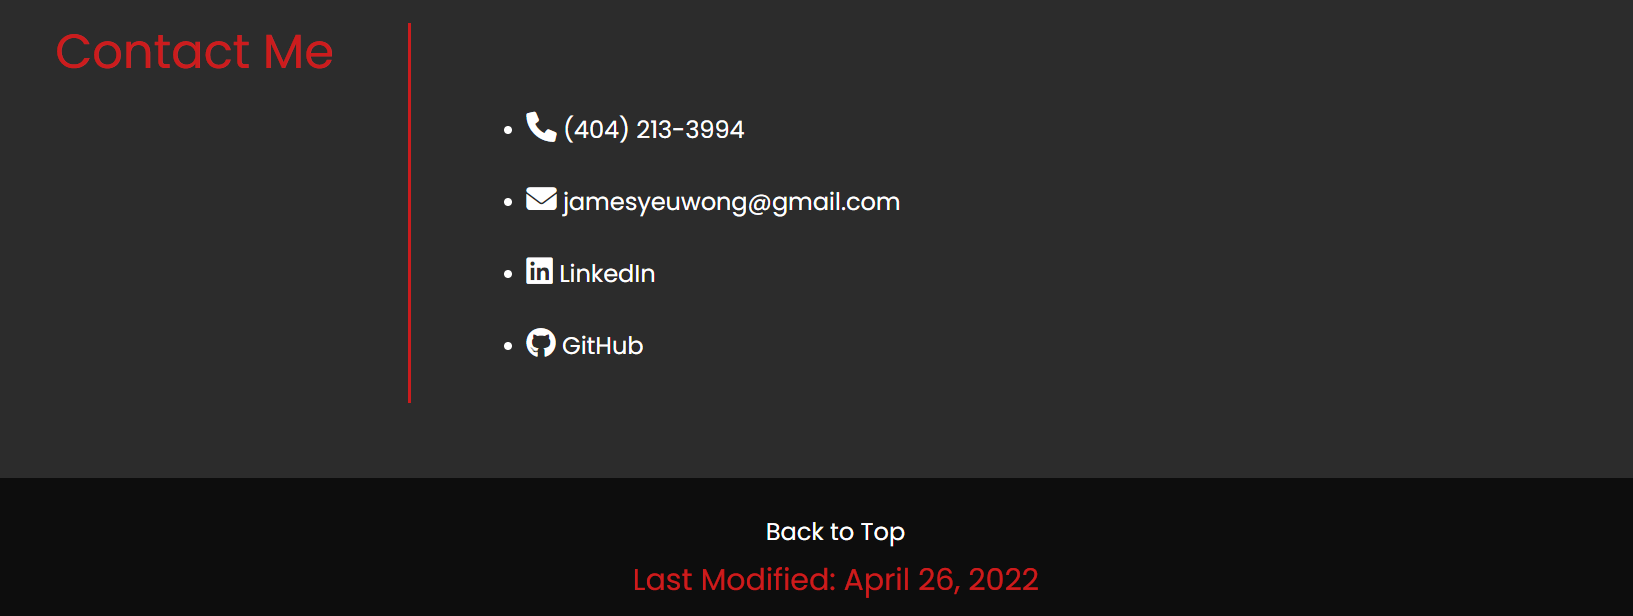 Contact Me
(404) 213-3994
jamesyeuwong@gmail.com
LinkedIn
GitHub
Back to Top
Last Modified: April 26, 2022